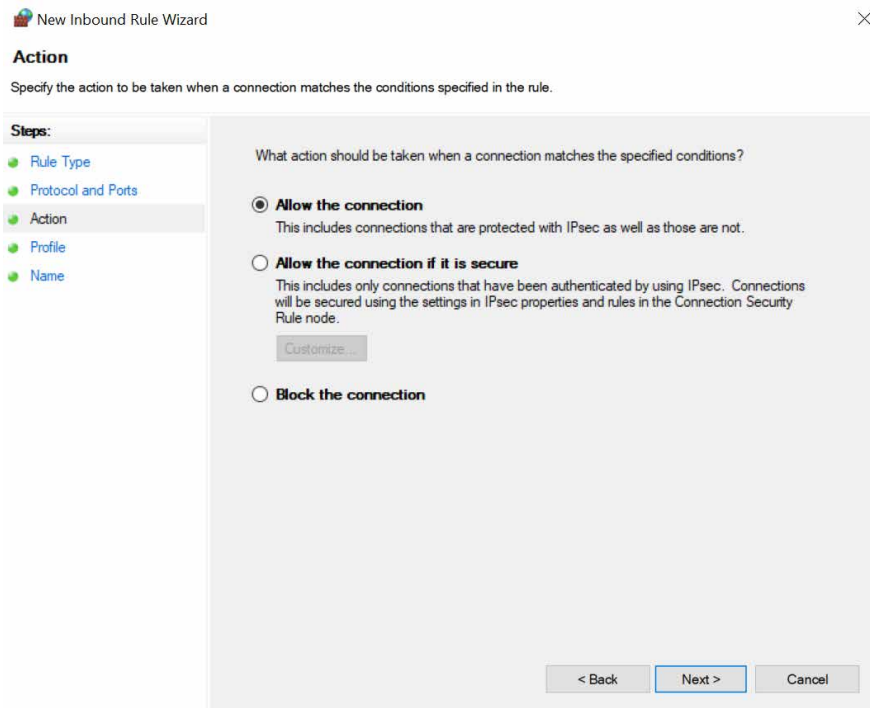 New Inbound Rule Wizard
Action
Specify the action to be taken when a connection matches the conditions specified in the rule.
Steps:
Rule Type
Protocol and Ports
Action
Profile
Name
What action should be taken when a connection matches the specified conditions?
Allow the connection
This includes connections that are protected with IPsec as well as those are not.
Allow the connection if it is secure
This includes only connections that have been authenticated by using IPsec.  Connections
will be secured using the settings in IPsec properties and rules in the Connection Security
Rule node.
Customize...
Block the connection
< Back
Next >
Cancel